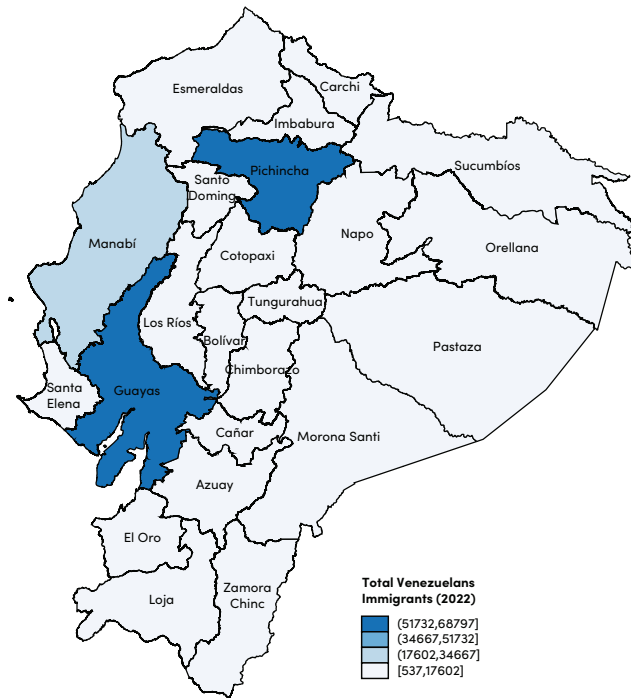 Carchi
Esmeraldas
Imbabura
Pichincha
Sucumbíos
Santo
Doming
Napo
Manabí
Orellana
Cotopaxi
Tungurahua
Los Ríos
Bolívar
Pastaza
Chimborazo
Santa
Elena
Guayas
Cañar
Morona Santi
Azuay
El Oro
Zamora
Chinc
Loja
Total Venezuelans
Immigrants (2022)
(51732,68797]
(34667,51732]
(17602,34667]
[537,17602]